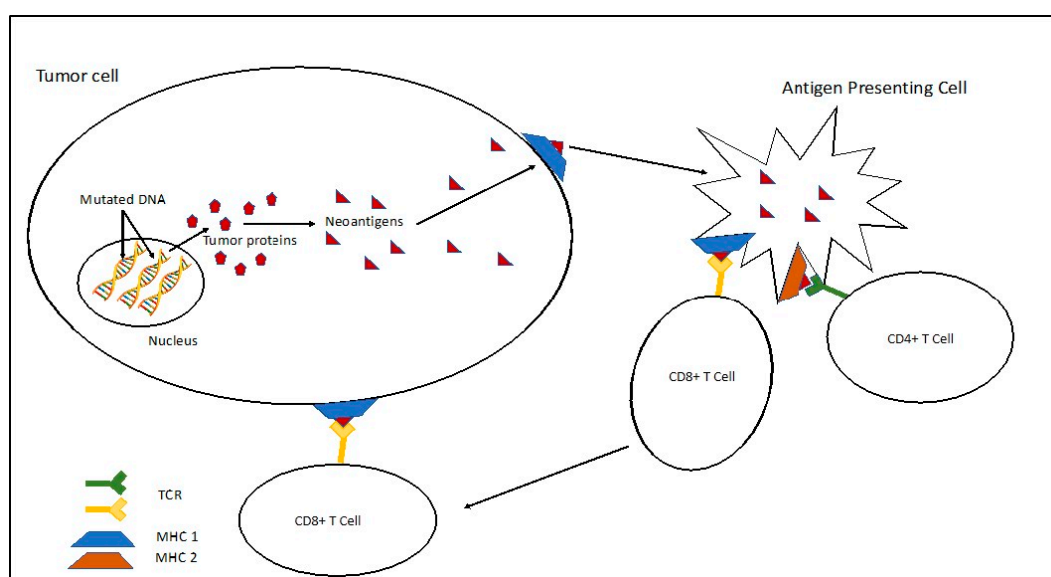 Tumor cell
Antigen Presenting Cell
Mutated DNA
Neoantigens
Tumor proteins
Nucleus
CD4+ T Cell
CD8+ T Cell
CD8+ T Cell
TCR
MHC 1
MHC 2